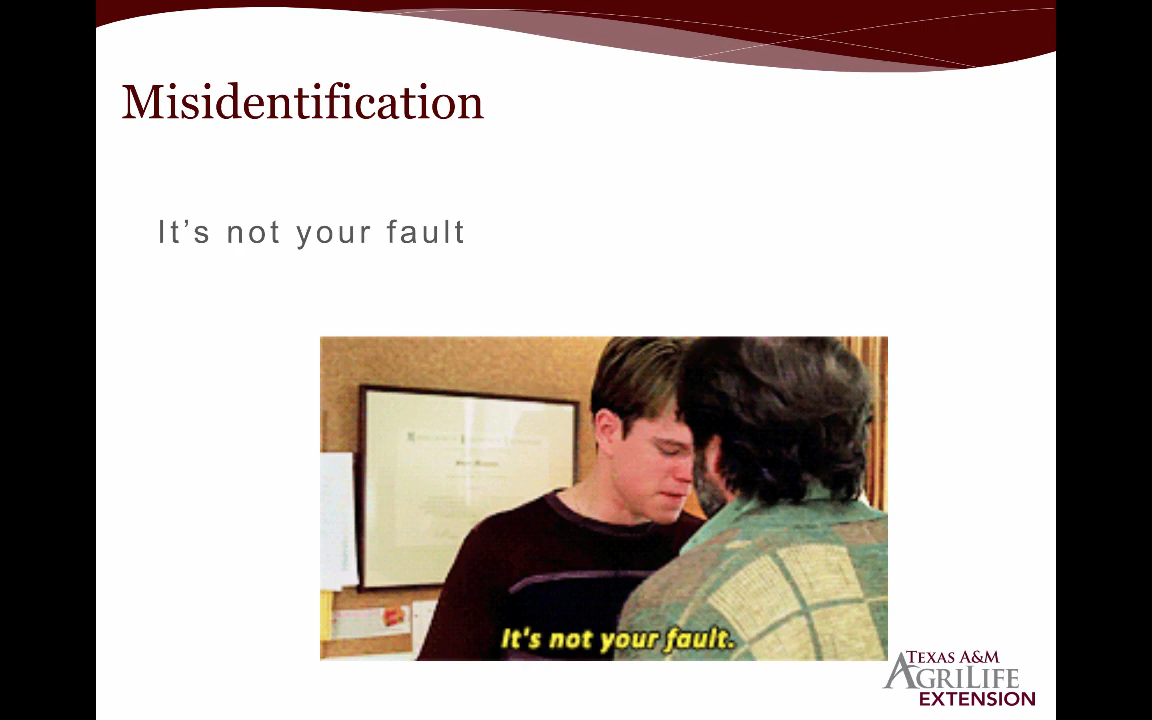 Misidentification
It’s not your fault
It's not your fault.
TEXAS A&M
AGRILIFE
EXTENSION